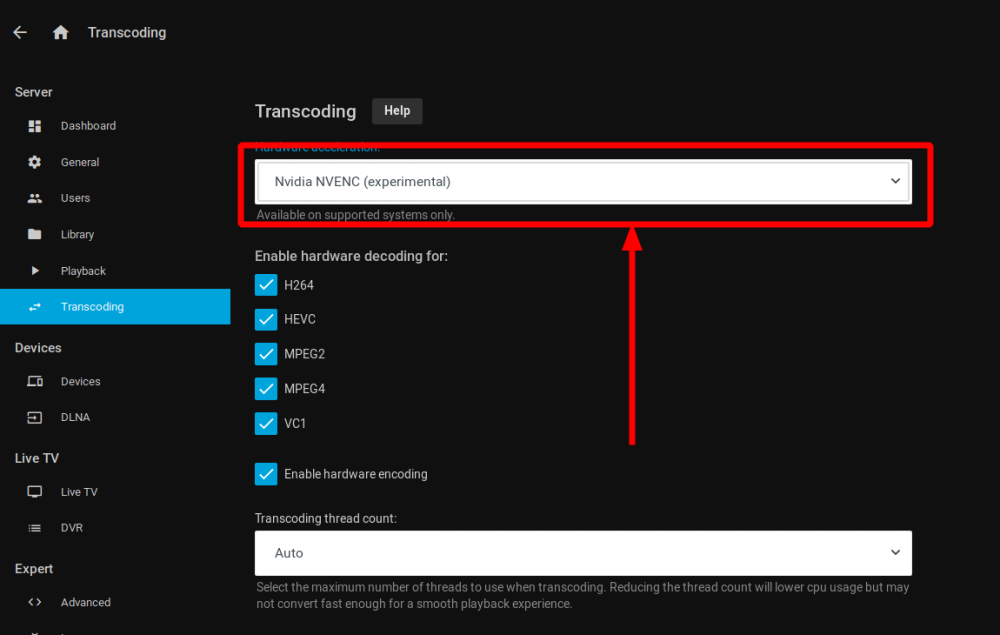 Transcoding
Server
Dashboard
General
Users
Library
Playback
Transcoding
Devices
Devices
DLNA
Live TV
Live TV
DVR
Expert
Advanced
Transcoding Help
Hardware acceleration:
Nvidia NVENC (experimental)
Available on supported systems only.
Enable hardware decoding for:
H264
HEVC
MPEG2
MPEG4
VC1
Enable hardware encoding
Transcoding thread count:
Auto
Select the maximum number of threads to use when transcoding. Reducing the thread count will lower cpu usage but may
not convert fast enough for a smooth playback experience.